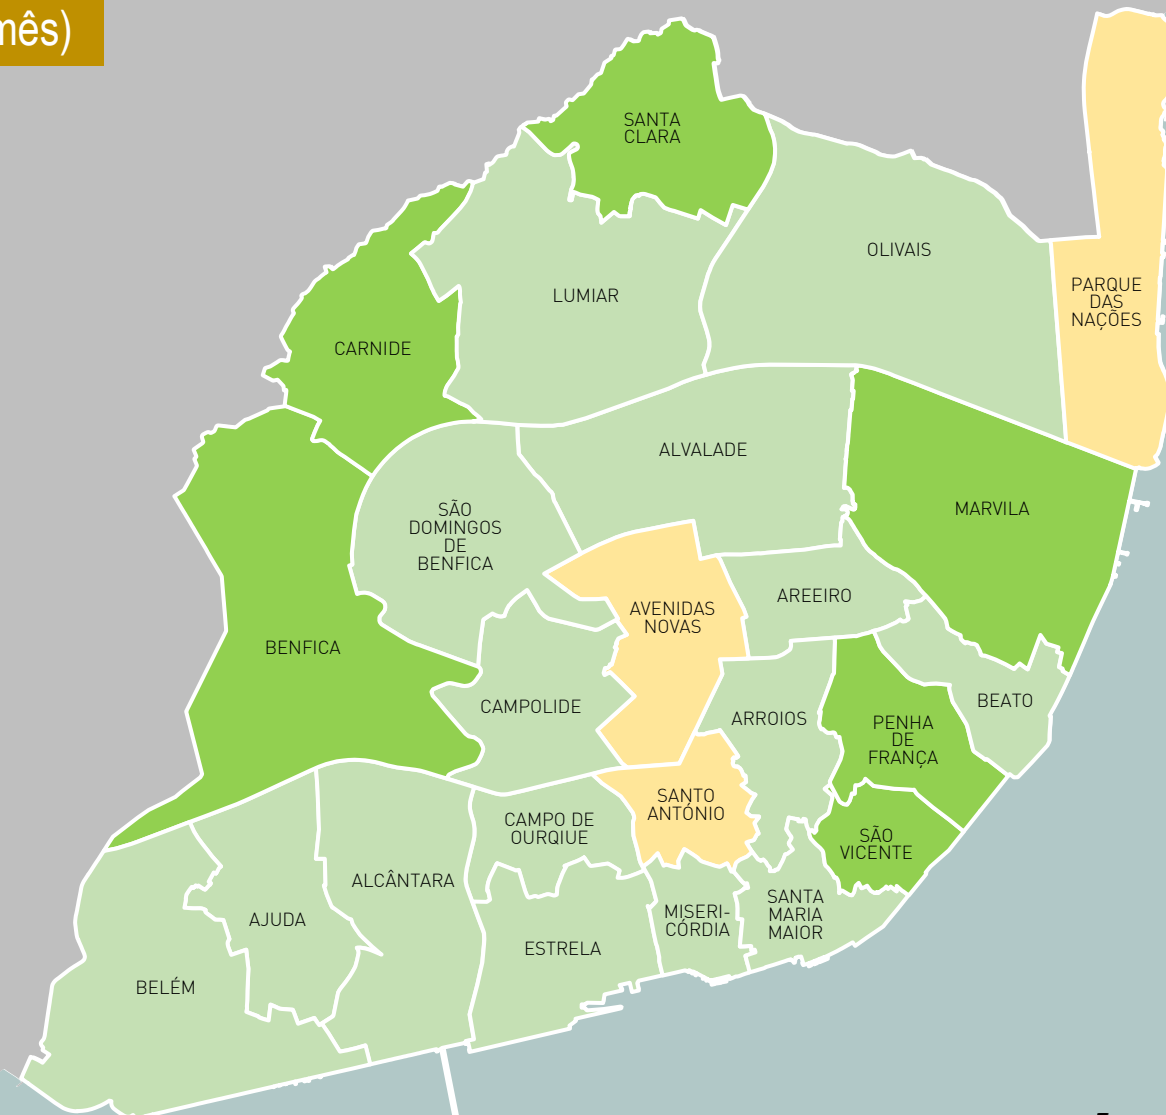 mês)
SANTA
CLARA
OLIVAIS
PARQUE
DAS
NAÇÕES
LUMIAR
CARNIDE
ALVALADE
SÃO
DOMINGOS
DE
BENFICA
MARVILA
AVENIDAS
NOVAS
AREEIRO
BENFICA
CAMPOLIDE
ARROIOS
BEATO
PENHA
DE
FRANÇA
SANTO
ANTÓNIO
CAMPO DE
OURQIUE
SÃO
VICENTE
ALCÂNTARA
AJUDA
MISERI-
CÓRDIA
SANTA
MARIA
MAIOR
ESTRELA
BELÉM